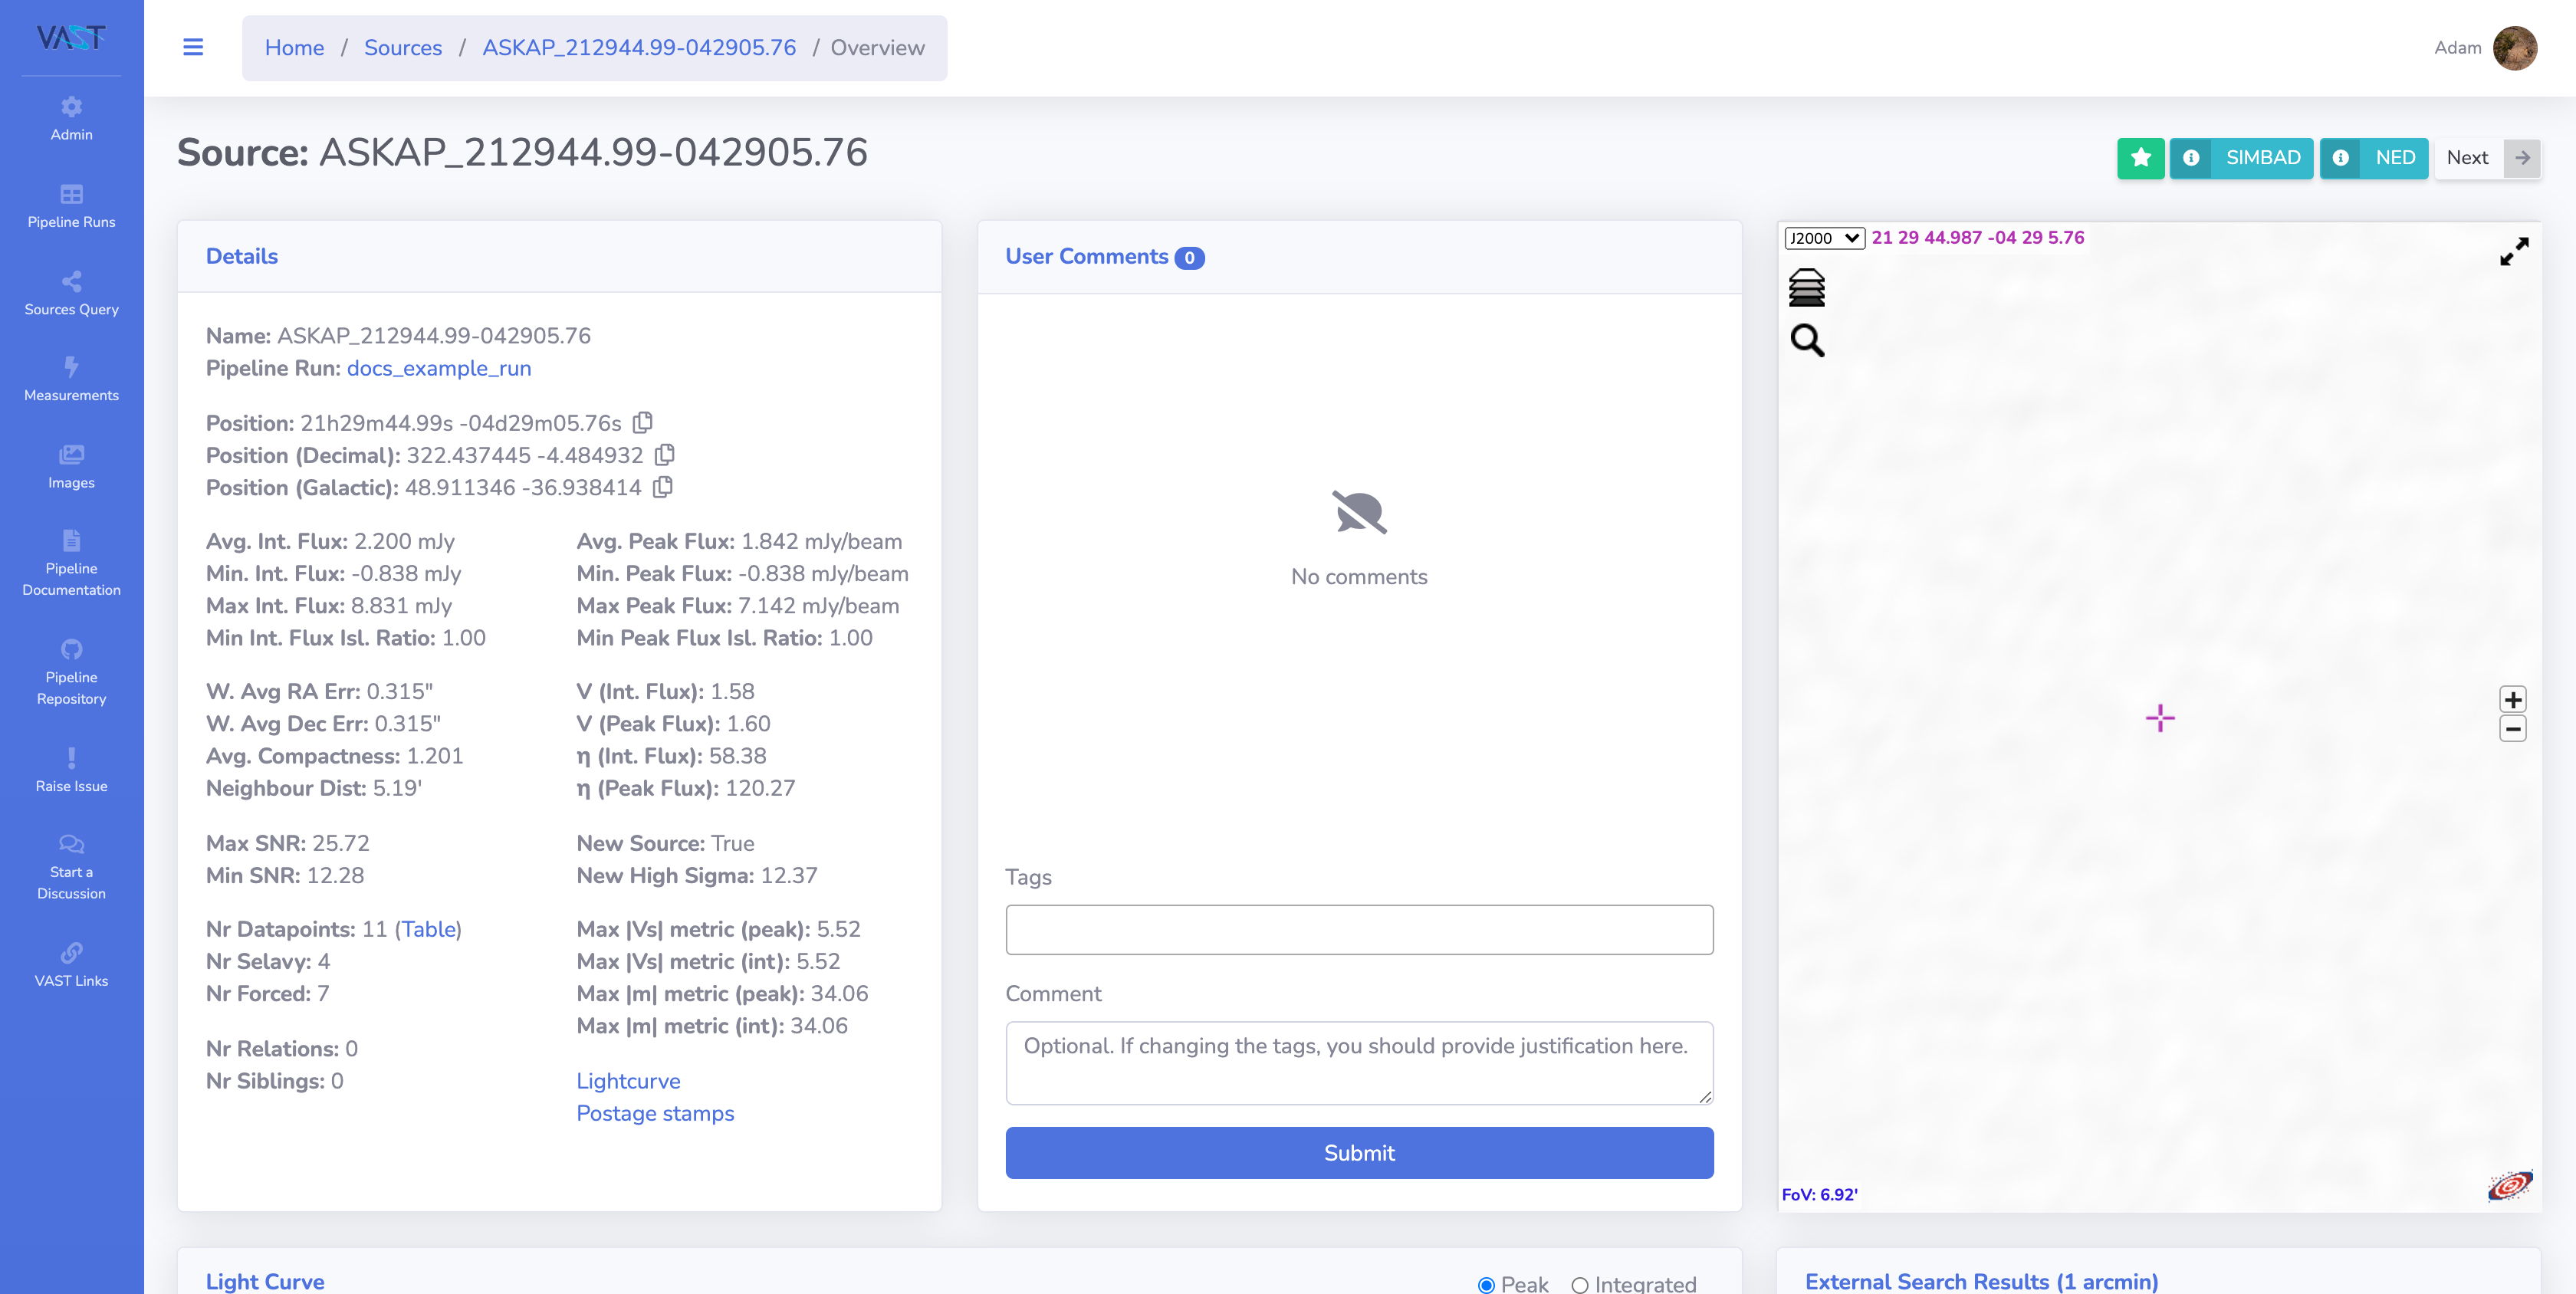 VAST
Home / Sources / ASKAP_212944.99-042905.76 / Overview
Adam
Admin
Pipeline Runs
Sources Query
Measurements
Images
Pipeline
Documentation
Pipeline
Repository
Raise Issue
Start a
Discussion
VAST Links
Source: ASKAP_212944.99-042905.76
SIMBAD
NED
Next
Details
Name: ASKAP_212944.99-042905.76
Pipeline Run: docs_example_run
Position: 21h29m44.99s -04d29m05.76s
Position (Decimal): 322.437445 -4.484932
Position (Galactic): 48.911346 -36.938414
Avg. Int. Flux: 2.200 mJy
Min. Int. Flux: -0.838 mJy
Max Int. Flux: 8.831 mJy
Min Int. Flux Isl. Ratio: 1.00
Avg. Peak Flux: 1.842 mJy/beam
Min. Peak Flux: -0.838 mJy/beam
Max Peak Flux: 7.142 mJy/beam
Min Peak Flux Isl. Ratio: 1.00
W. Avg RA Err: 0.315"
W. Avg Dec Err: 0.315"
Avg. Compactness: 1.201
Neighbour Dist: 5.19'
V (Int. Flux): 1.58
V (Peak Flux): 1.60
η (Int. Flux): 58.38
η (Peak Flux): 120.27
Max SNR: 25.72
Min SNR: 12.28
New Source: True
New High Sigma: 12.37
Nr Datapoints: 11 (Table)
Nr Selavy: 4
Nr Forced: 7
Max |Vs| metric (peak): 5.52
Max |Vs| metric (int): 5.52
Max |m| metric (peak): 34.06
Max |m| metric (int): 34.06
Nr Relations: 0
Nr Siblings: 0
Lightcurve
Postage stamps
User Comments 0
No comments
Tags
Comment
Optional. If changing the tags, you should provide justification here.
Submit
J2000 21 29 44.987 -04 29 5.76
FoV: 6.92'
Light Curve
Peak
Integrated
External Search Results (1 arcmin)